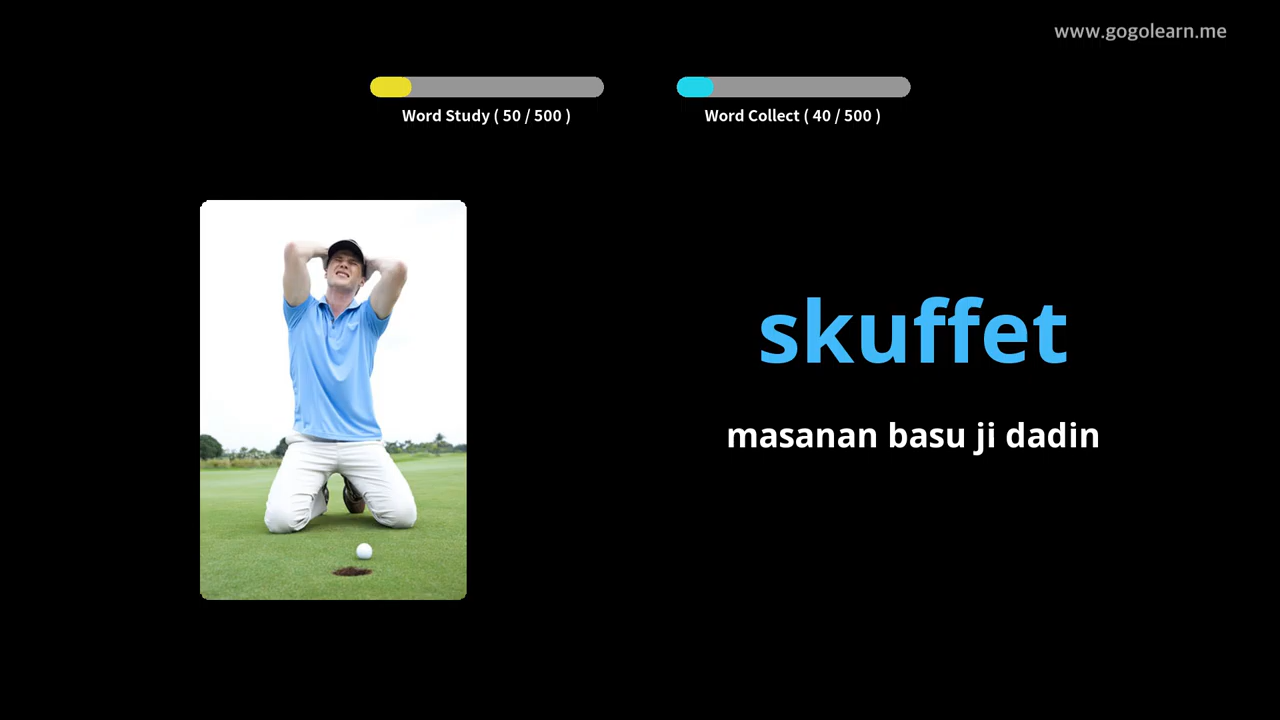 www.gogolearn.me
Word Study ( 50 / 500 )
Word Collect ( 40 / 500 )
skuffet
masanan basu ji dadin